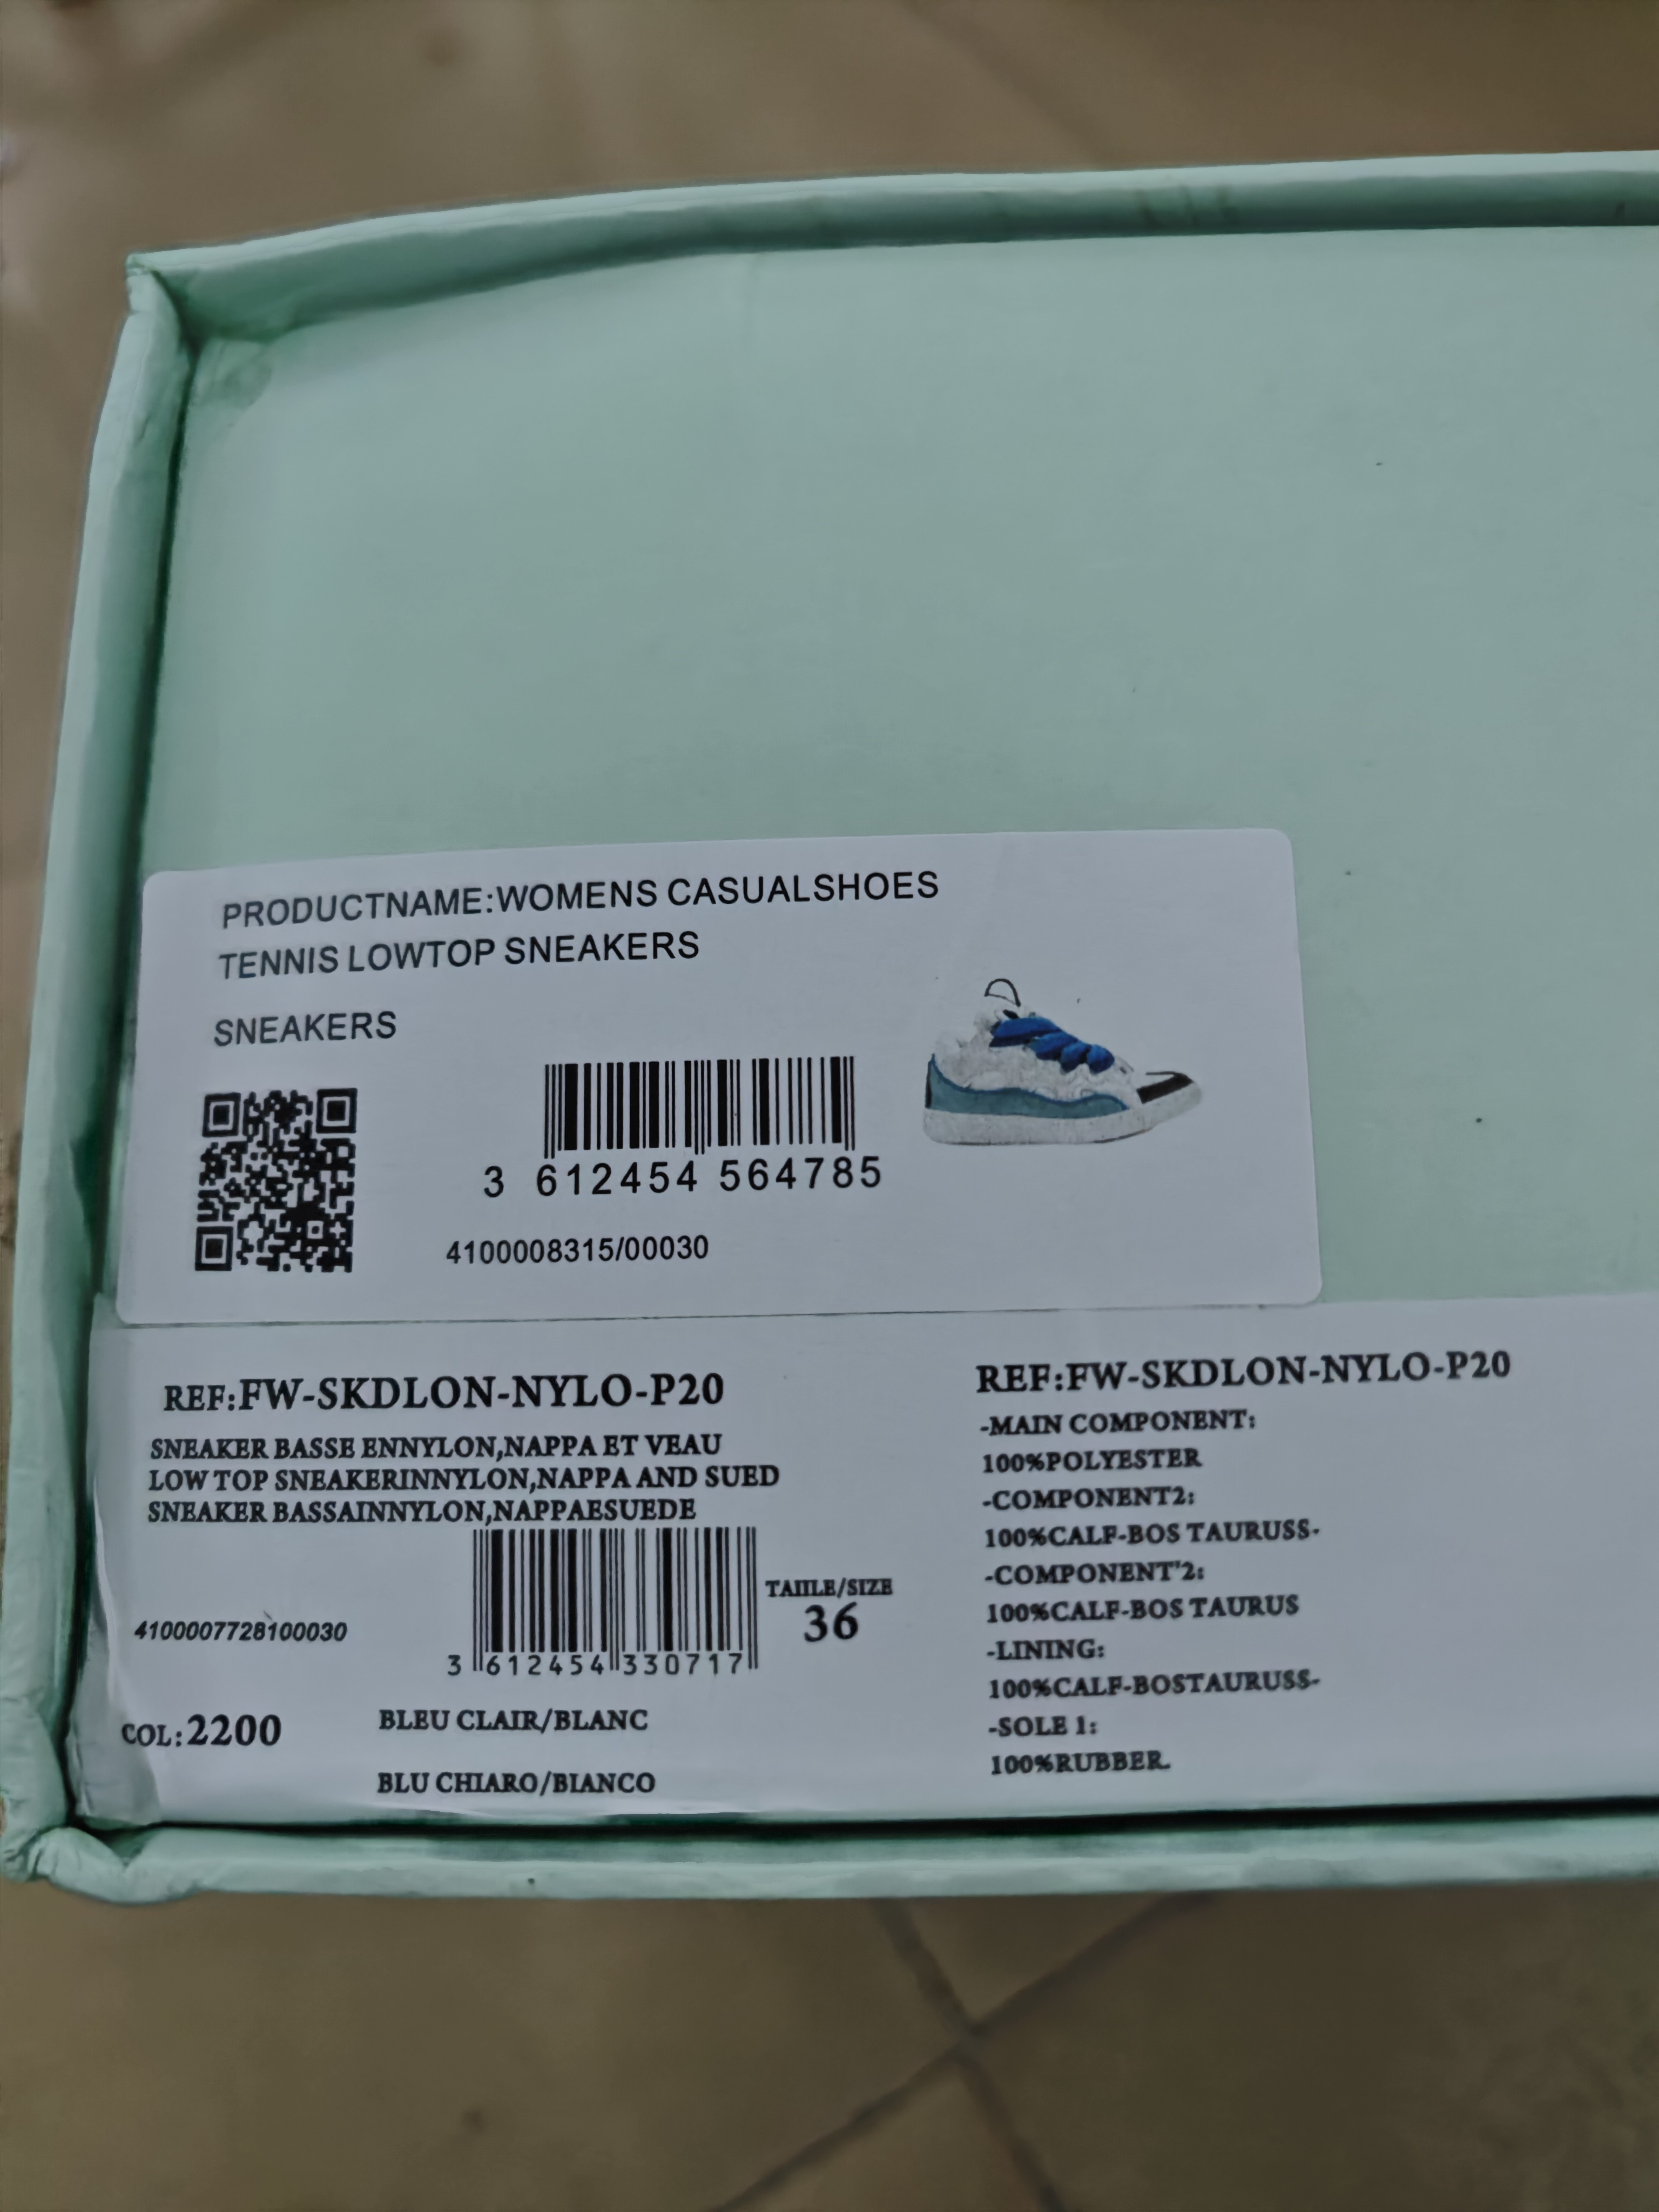 PRODUCTNAME:WOMENS CASUALSHOES
TENNIS LOWTOP SNEAKERS
SNEAKERS
3 612454 564785
4100008315/00030
REF:FW-SKDLON-NYLO-P20
SNEAKER BASSE ENNYLON,NAPPA ET VEAU
LOW TOP SNEAKERINNYLON,NAPPA AND SUED
SNEAKER BASSAINNYLON,NAPPAESUEDE
TAIILE/SIZE
36
4100007728100030
3 612454 330717
COL:2200
BLEU CLAIR/BLANC
BLU CHIARO/BIANCO
REF:FW-SKDLON-NYLO-P20
-MAIN COMPONENT:
100%POLYESTER
-COMPONENT2:
100%CALF-BOS TAURUSS-
-COMPONENT'2:
100%CALF-BOS TAURUS
-LINING:
100%CALF-BOSTAURUSS-
-SOLE 1:
100%RUBBER.